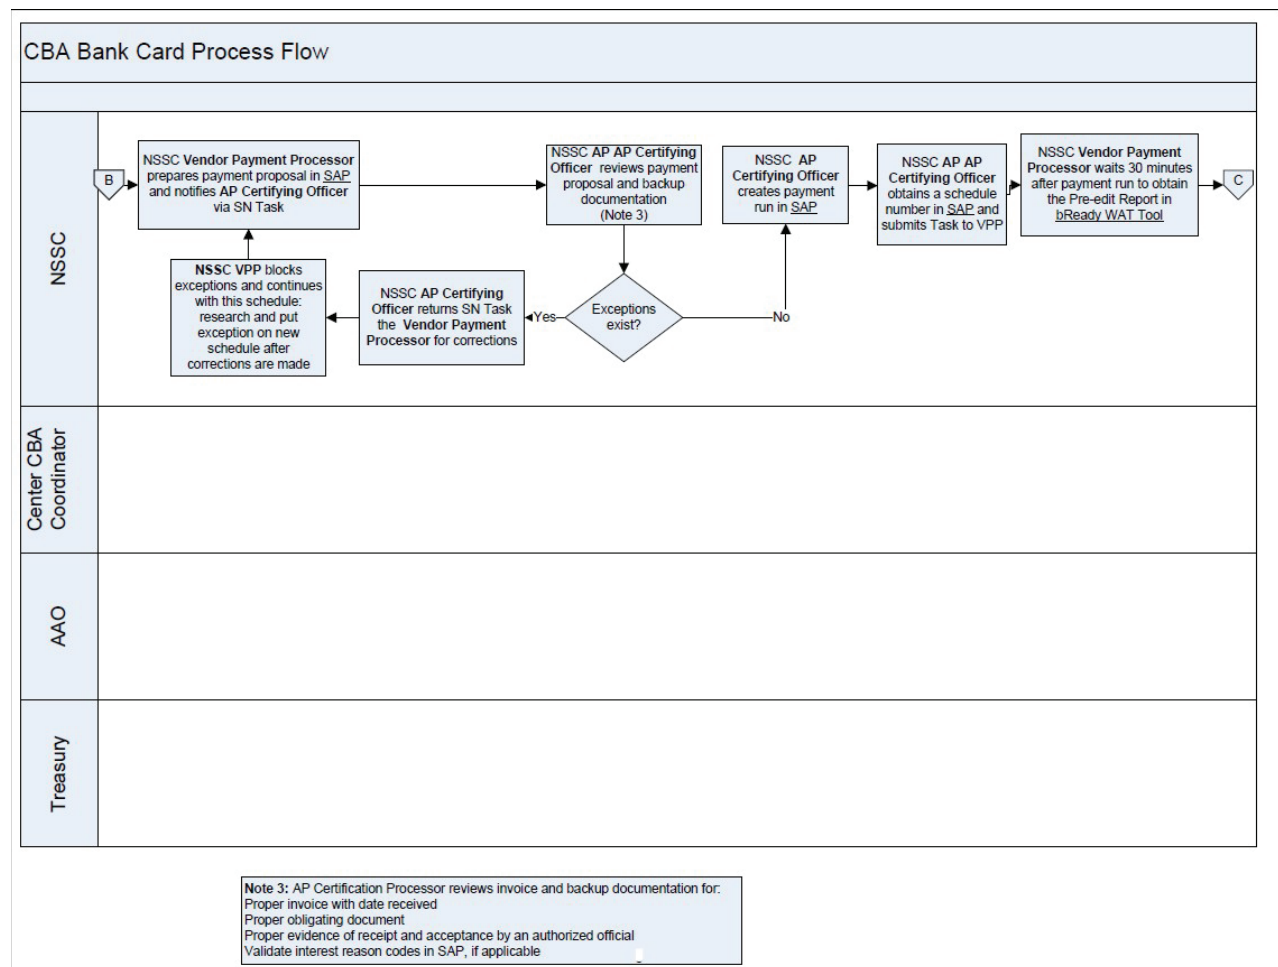 CBA Bank Card Process Flow
NSSC
B
NSSC Vendor Payment Processor
prepares payment proposal in SAP
and notifies AP Certifying Officer
via SN Task
NSSC AP AP Certifying
Officer reviews payment
proposal and backup
documentation
(Note 3)
NSSC AP
Certifying Officer
creates payment
run in SAP
NSSC AP AP
Certifying Officer
obtains a schedule
number in SAP and
submits Task to VPP
NSSC Vendor Payment
Processor waits 30 minutes
after payment run to obtain
the Pre-edit Report in
bReady WAT Tool
C
NSSC VPP blocks
exceptions and continues
with this schedule:
research and put
exception on new
schedule after
corrections are made
NSSC AP Certifying
Officer returns SN Task
the Vendor Payment
Processor for corrections
Yes
Exceptions
exist?
No
Center CBA
Coordinator
AAO
Treasury
Note 3: AP Certification Processor reviews invoice and backup documentation for:
Proper invoice with date received
Proper obligating document
Proper evidence of receipt and acceptance by an authorized official
Validate interest reason codes in SAP, if applicable